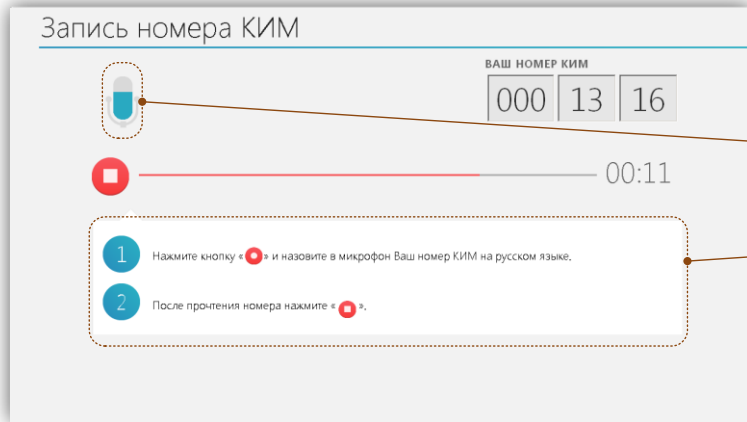 Запись номера КИМ
ВАШ НОМЕР КИМ
000 13 16
00:11
1 Нажмите кнопку « » и назовите в микрофон Ваш номер КИМ на русском языке.
2 После прочтения номера нажмите « ».